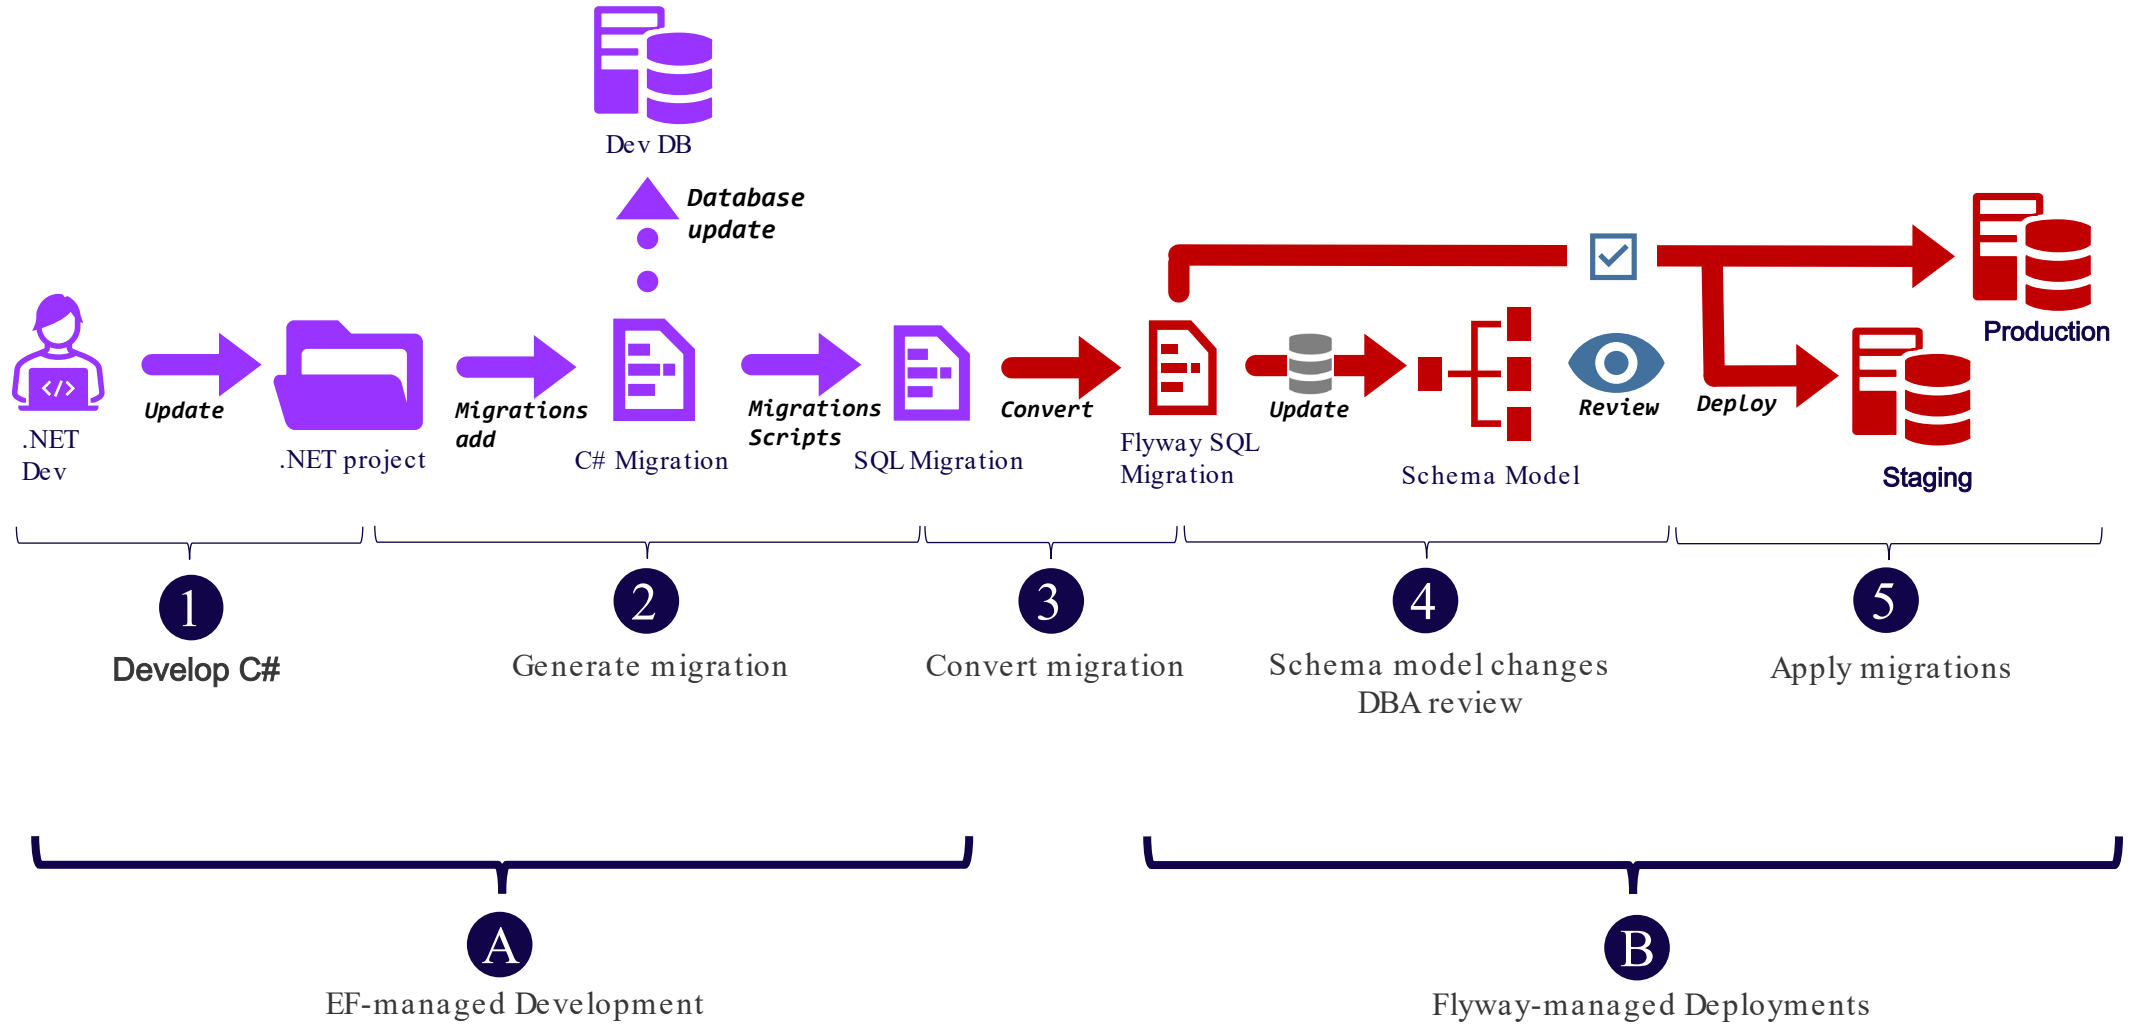 Dev DB
Database
update
Production
Update
Migrations
add
Migrations
Scripts
Convert
Update
Review
Deploy
.NET
Dev
.NET project
C# Migration
SQL Migration
Flyway SQL
Migration
Schema Model
Staging
1
2
3
4
5
Develop C#
Generate migration
Convert migration
Schema model changes
DBA review
Apply migrations
A
B
EF-managed Development
Flyway-managed Deployments